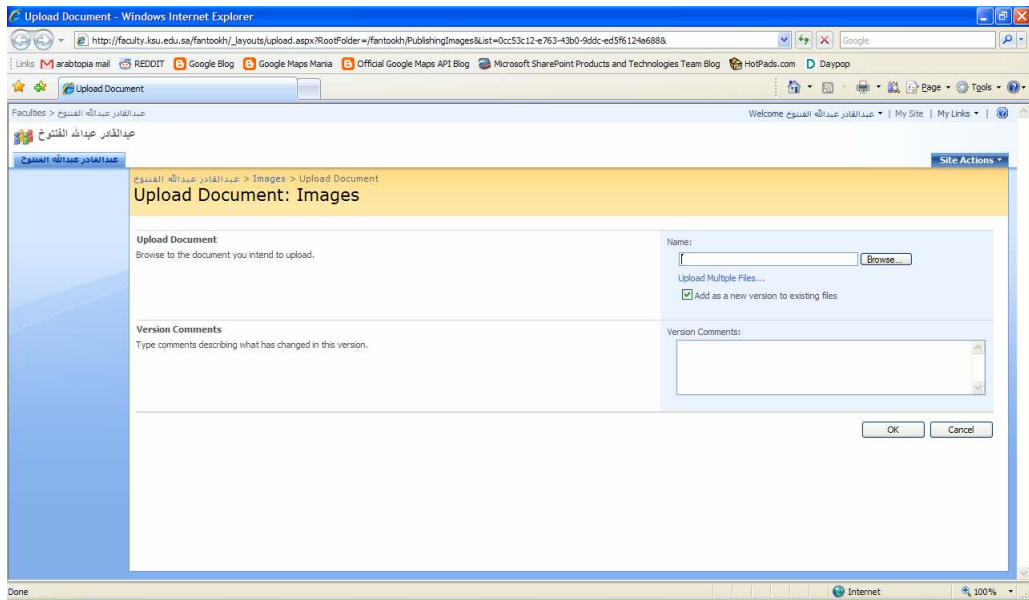 Upload Document - Windows Internet Explorer
http://faculty.ksu.edu.sa/fantookh/_layouts/upload.aspx?RootFolder=/fantookh/PublishingImages&List=0cc53c12-e763-43b0-9ddc-ed5f6124a688&
Google
Links arabtopia mail REDDIT Google Blog Google Maps Mania Official Google Maps API Blog Microsoft SharePoint Products and Technologies Team Blog HotPads.com Daypop
Upload Document
Page Tools
Faculties > عبدالقادر عبدالله الفنتوخ
Welcome عبدالقادر عبدالله الفنتوخ | My Site | My Links |
عبدالقادر عبدالله الفنتوخ
عبدالقادر عبدالله الفنتوخ
Site Actions
عبدالقادر عبدالله الفنتوخ > Images > Upload Document
Upload Document: Images
Upload Document
Browse to the document you intend to upload.
Name:
Browse...
Upload Multiple Files...
Add as a new version to existing files
Version Comments
Type comments describing what has changed in this version.
Version Comments:
OK Cancel
Done
Internet
100%